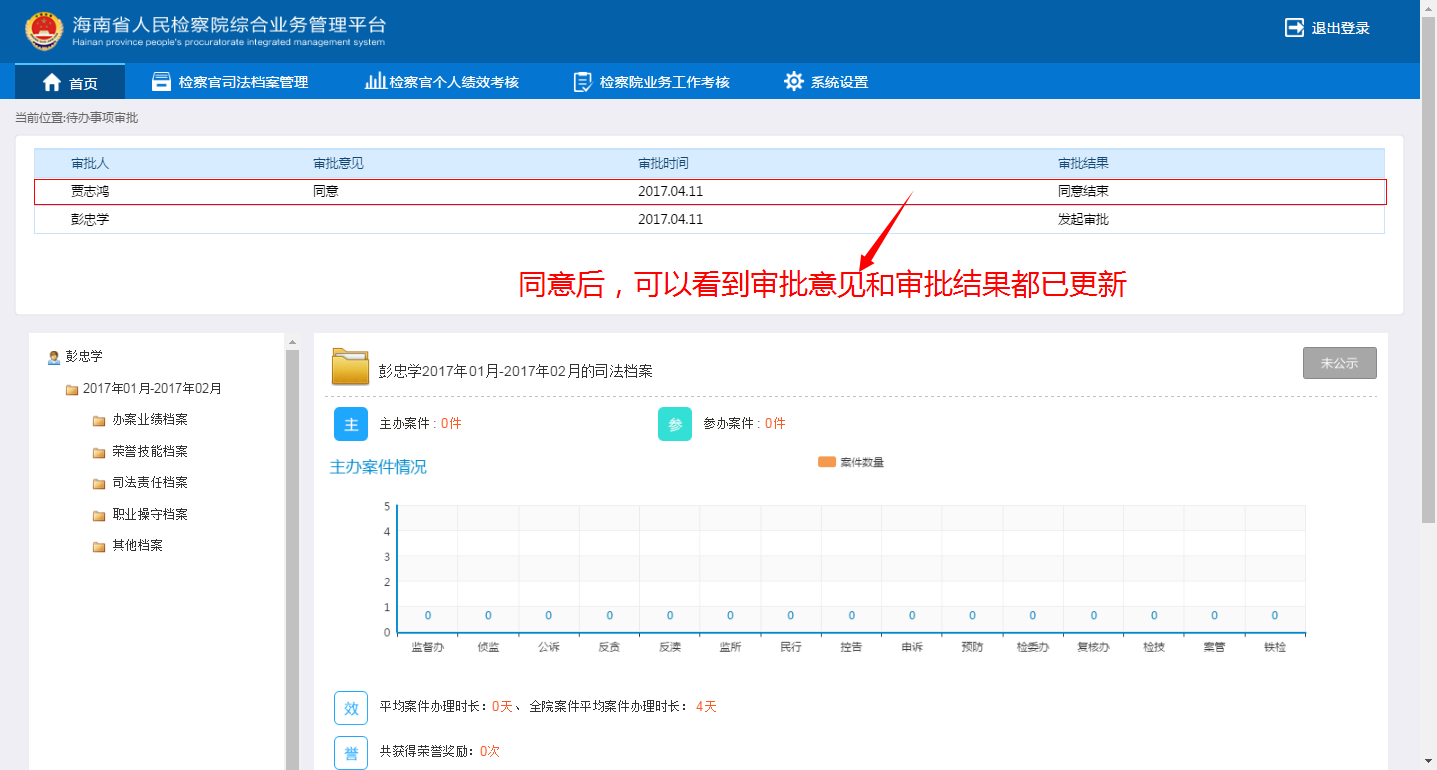 海南省人民检察院综合业务管理平台
Hainan province people's procuratorate integrated management system
退出登录
首页 检察官司法档案管理 检察官个人绩效考核 检察院业务工作考核 系统设置
当前位置:待办事项审批
审批人 审批意见 审批时间 审批结果
贾志鸿 同意 2017.04.11 同意结束
彭忠学 2017.04.11 发起审批
同意后，可以看到审批意见和审批结果都已更新
彭忠学
2017年01月-2017年02月
办案业绩档案
荣誉技能档案
司法责任档案
职业操守档案
其他档案
彭忠学2017年01月-2017年02月的司法档案
未公示
主 主办案件 : 0件 参 参办案件 : 0件
主办案件情况
案件数量
5
4
3
2
1
0
0 0 0 0 0 0 0 0 0 0 0 0 0 0 0
监督办 侦监 公诉 反贪 反渎 监所 民行 控告 申诉 预防 检委办 复核办 检技 案管 铁检
效 平均案件办理时长：0天、 全院案件平均案件办理时长： 4天
誉 共获得荣誉奖励：0次